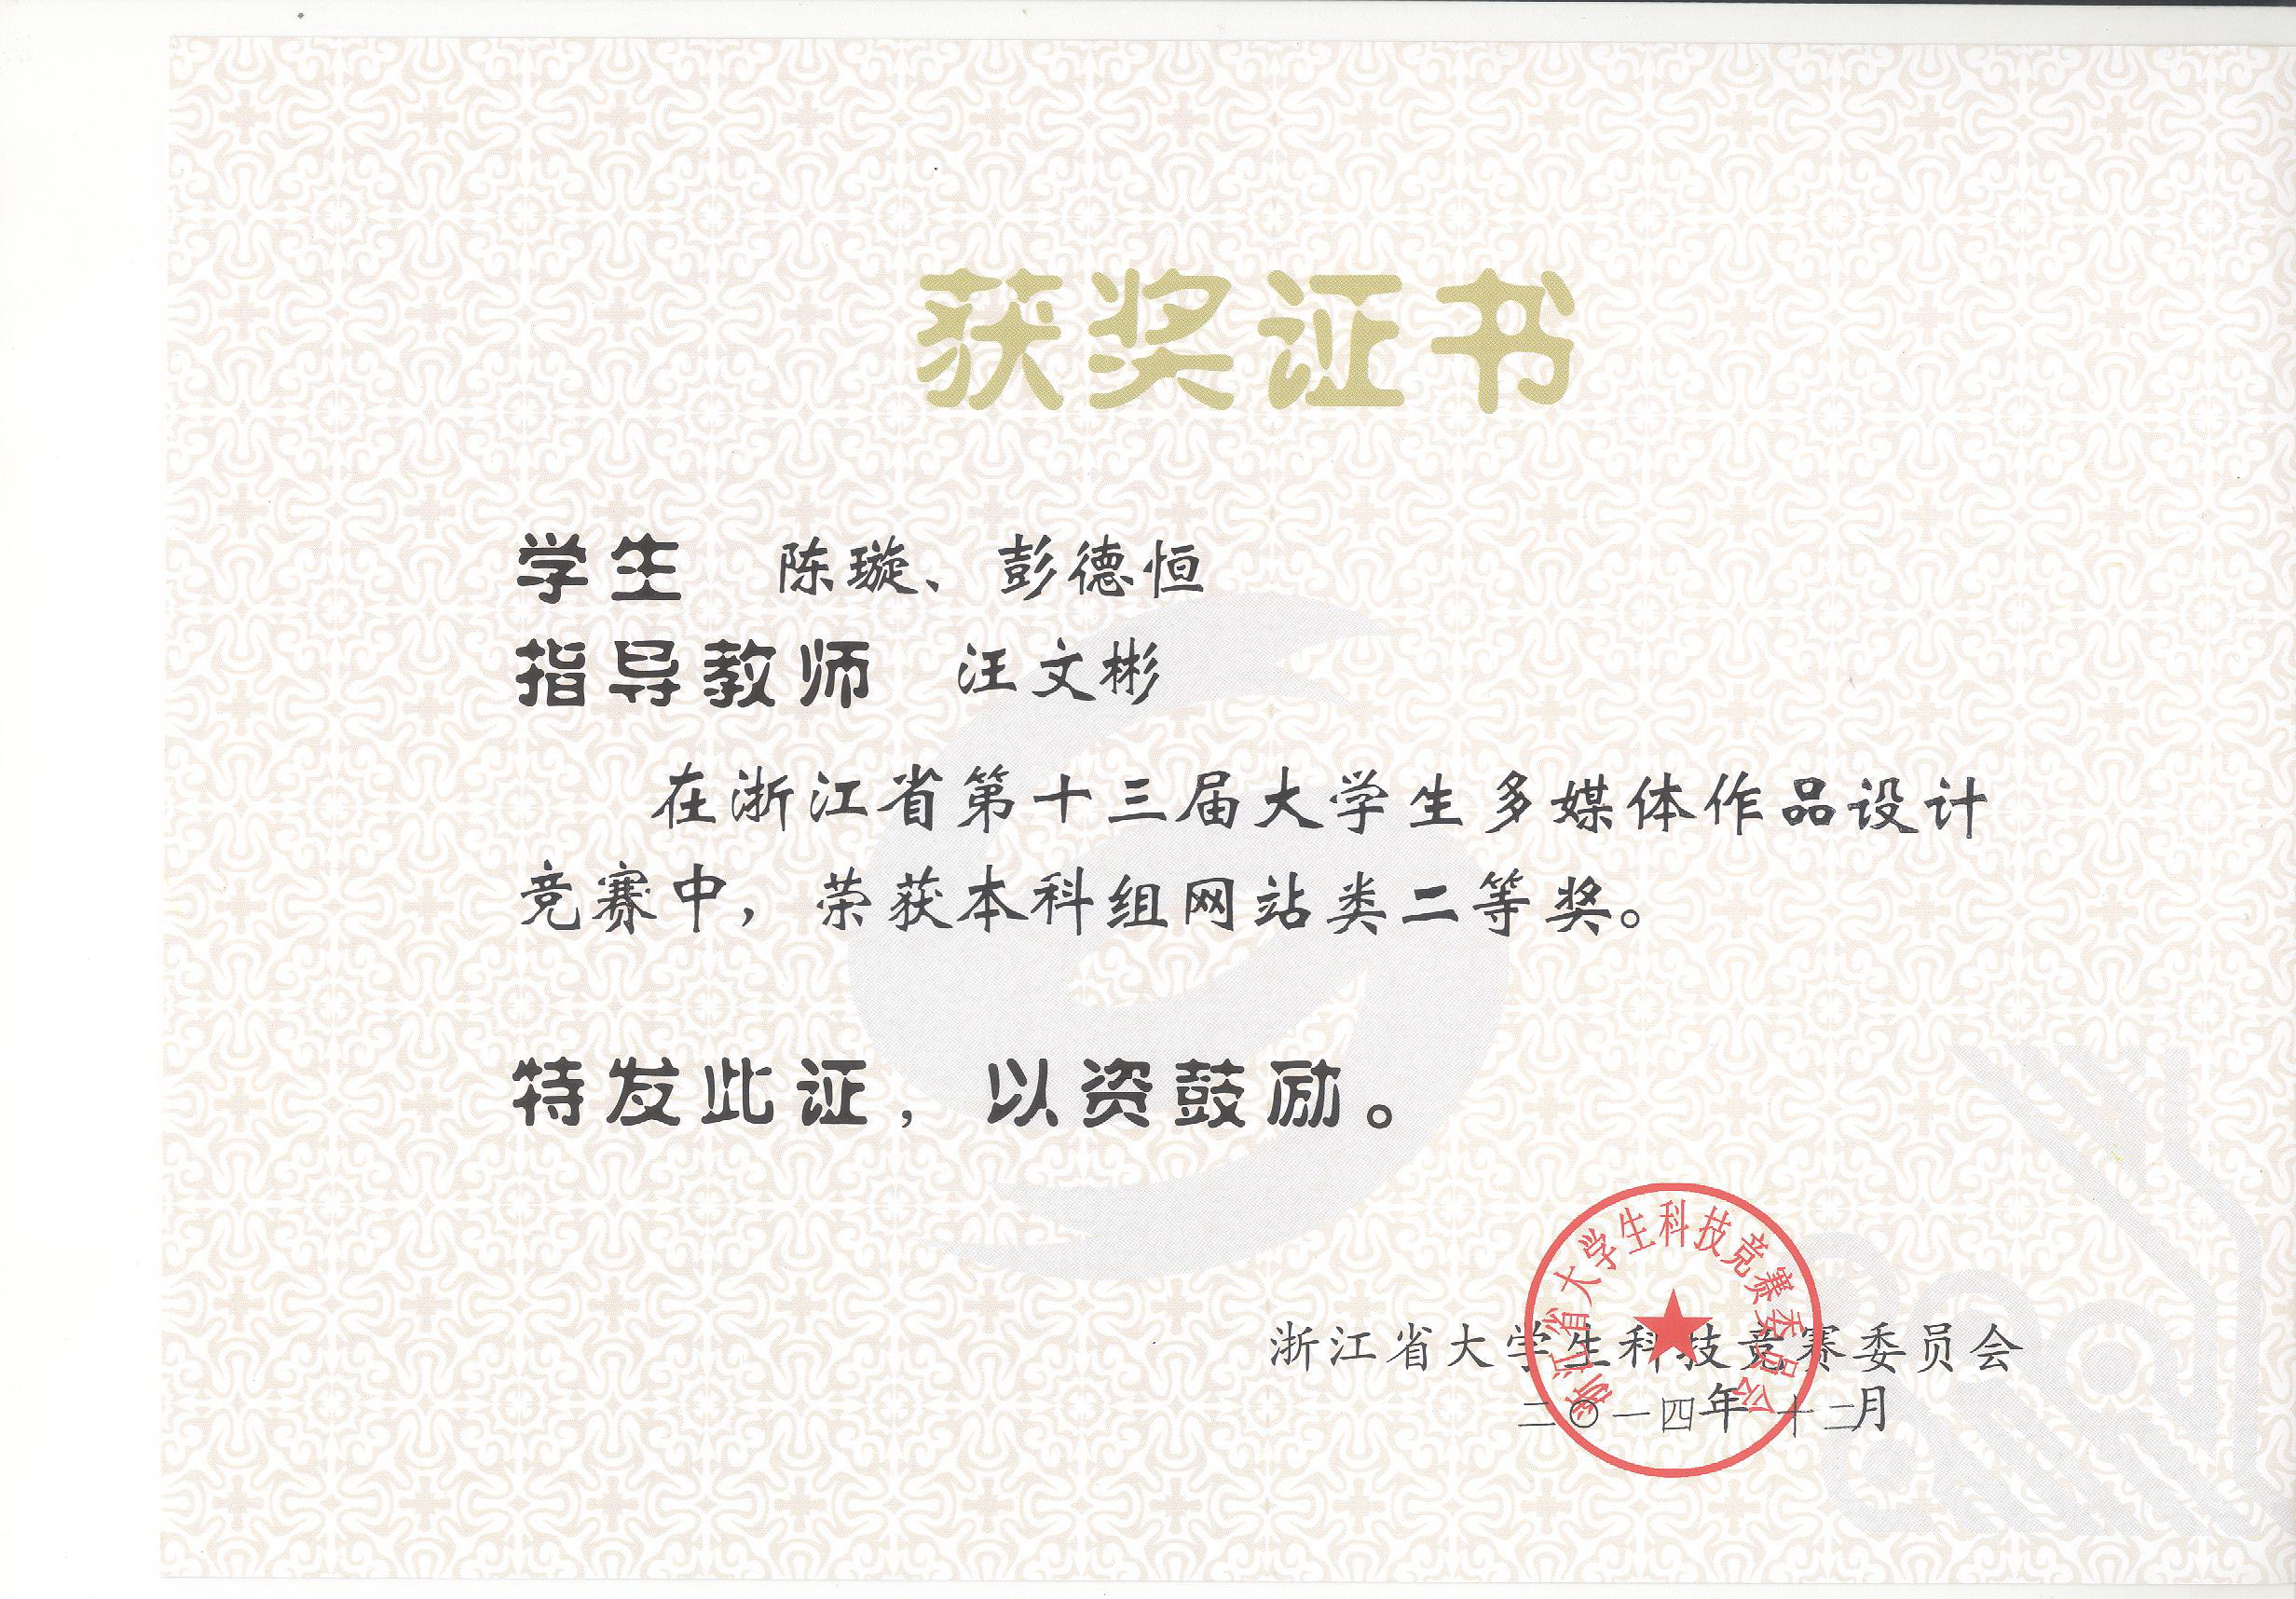 获奖证书
学生 陈璇、彭德恒
指导教师 汪文彬
在浙江省第十三届大学生多媒体作品设计
竞赛中，荣获本科组网站类二等奖。
特发此证，以资鼓励。
浙江省大学生科技竞赛委员会
浙江省大学生科技竞赛委员会
二〇一四年十二月